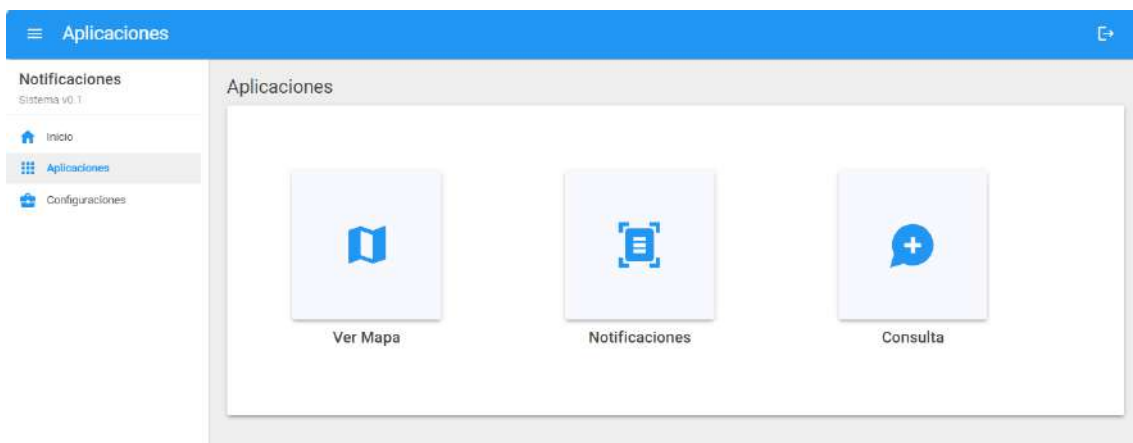 Aplicaciones
Notificaciones
Sistema v0.1
Inicio
Aplicaciones
Configuraciones
Aplicaciones
Ver Mapa
Notificaciones
Consulta